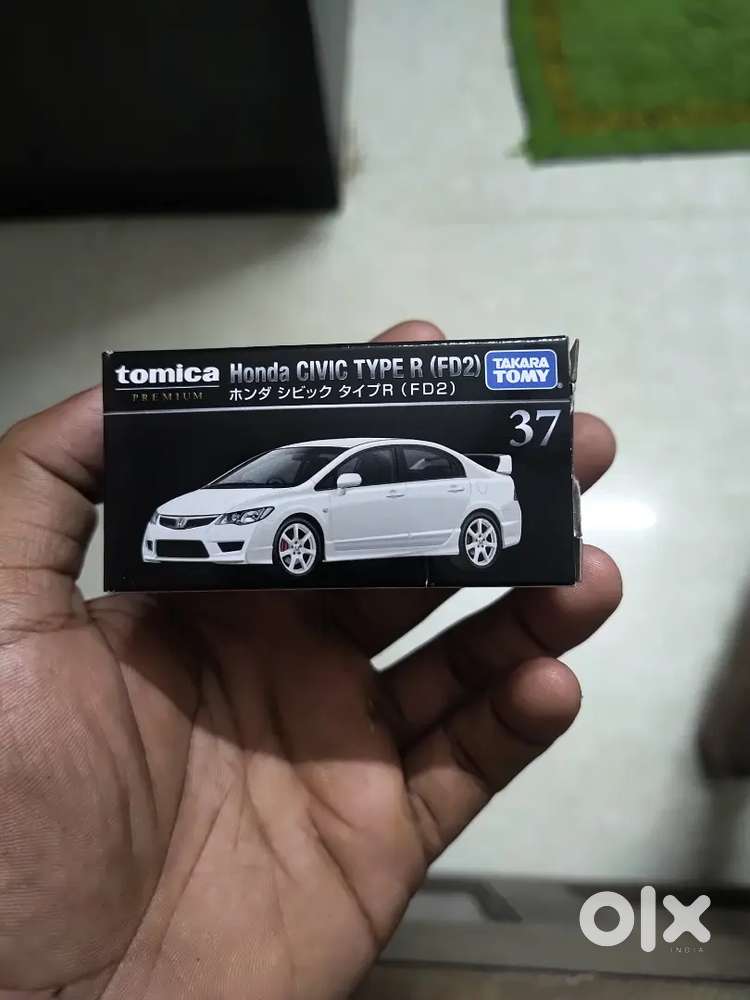 tomica
PREMIUM
Honda CIVIC TYPE R (FD2)
ホンダ シビック タイプR (FD2)
TAKARA
TOMY
37
olx
INDIA